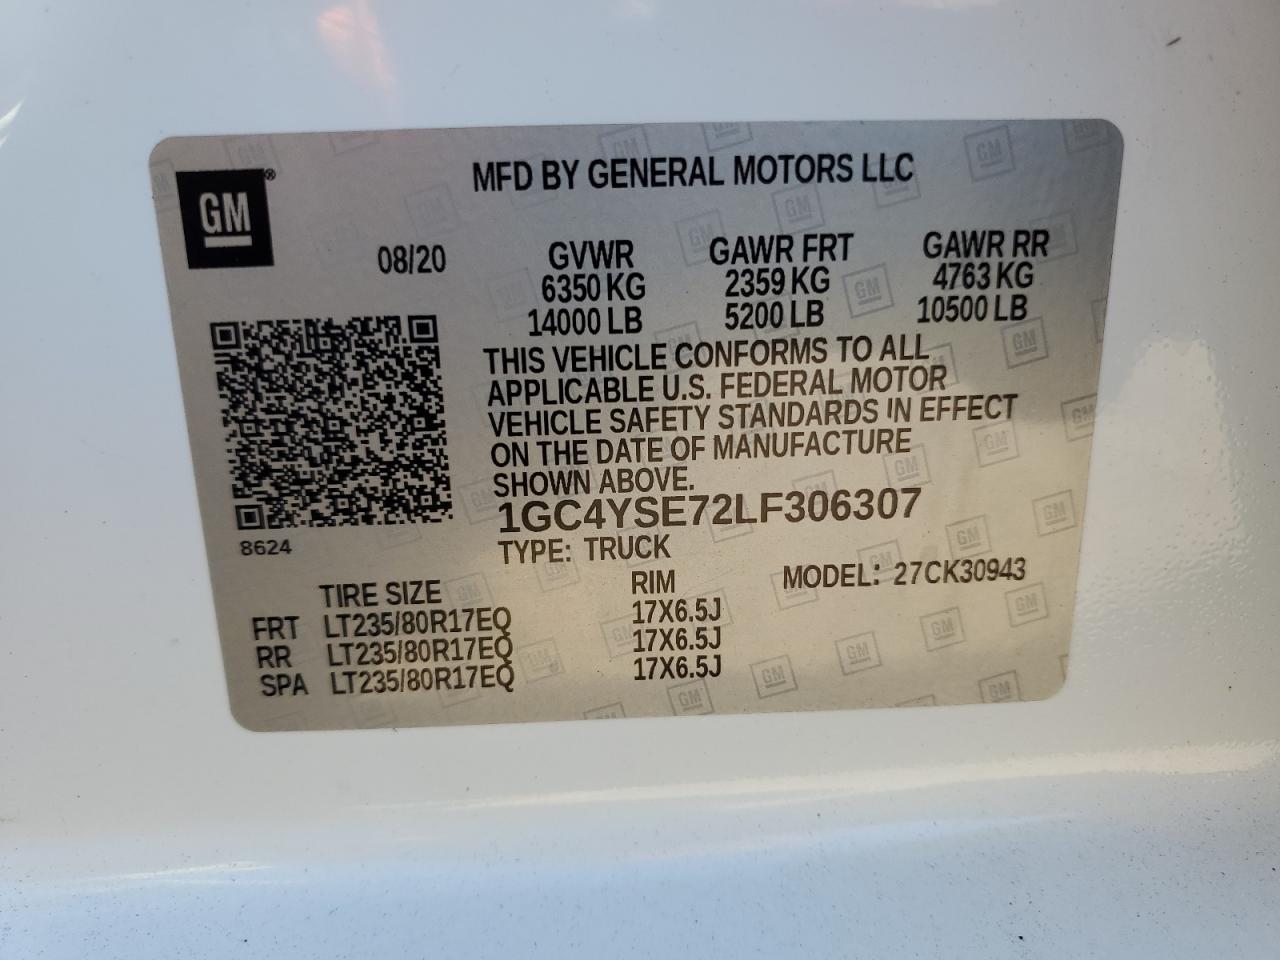 GM®
MFD BY GENERAL MOTORS LLC
08/20 GVWR GAWR FRT GAWR RR
6350 KG 2359 KG 4763 KG
14000 LB 5200 LB 10500 LB
THIS VEHICLE CONFORMS TO ALL
APPLICABLE U.S. FEDERAL MOTOR
VEHICLE SAFETY STANDARDS IN EFFECT
ON THE DATE OF MANUFACTURE
SHOWN ABOVE.
8624
1GC4YSE72LF306307
TYPE: TRUCK
MODEL: 27CK30943
TIRE SIZE RIM
FRT LT235/80R17EQ 17X6.5J
RR LT235/80R17EQ 17X6.5J
SPA LT235/80R17EQ 17X6.5J